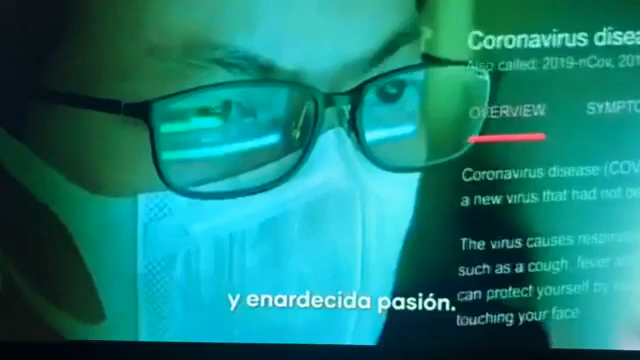 Coronavirus disea
Also called: 2019-nCov, 201
OVERVIEW SYMPTO
Coronavirus disease (COV
a new virus that had not be
The virus causes respira
such as a cough, fever
can protect yourself by
touching your face
y enardecida pasión.